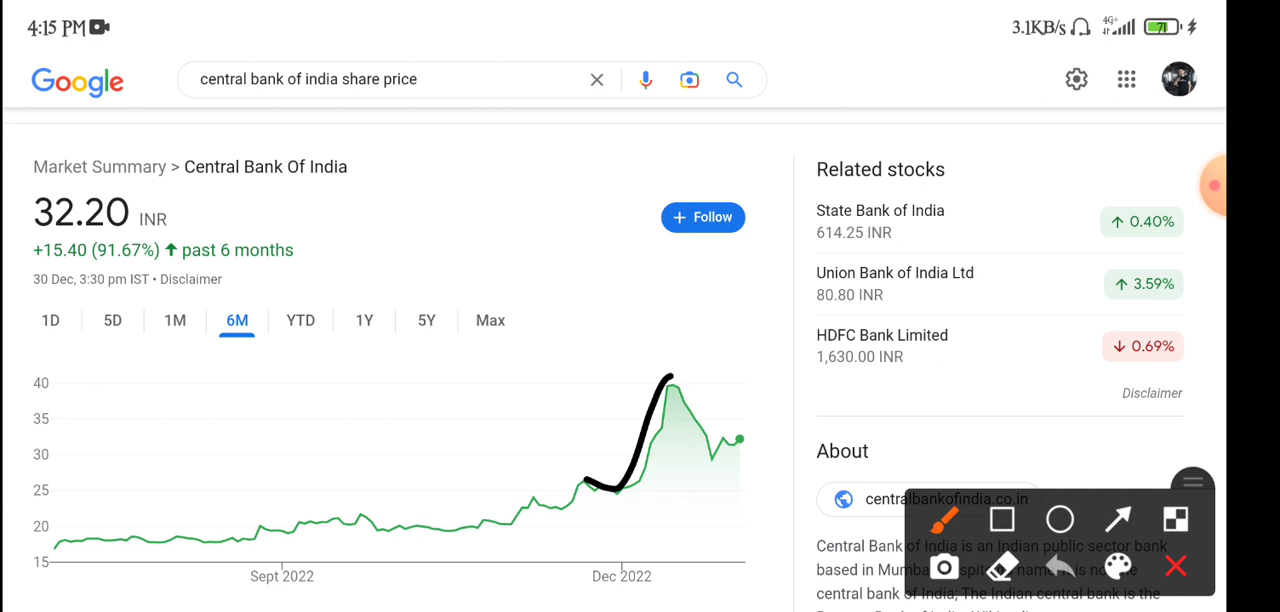 4:15 PM
3.1KB/s 4G+ 71
Google
central bank of india share price
Market Summary > Central Bank Of India
32.20 INR
+15.40 (91.67%) past 6 months
30 Dec, 3:30 pm IST • Disclaimer
+ Follow
1D 5D 1M 6M YTD 1Y 5Y Max
40
35
30
25
20
15
Sept 2022 Dec 2022
Related stocks
State Bank of India
614.25 INR
0.40%
Union Bank of India Ltd
80.80 INR
3.59%
HDFC Bank Limited
1,630.00 INR
0.69%
Disclaimer
About
centralbankofindia.co.in
Central Bank of India is an Indian public sector bank
based in Mumba name no the
central bank of India; The Indian central bank is the